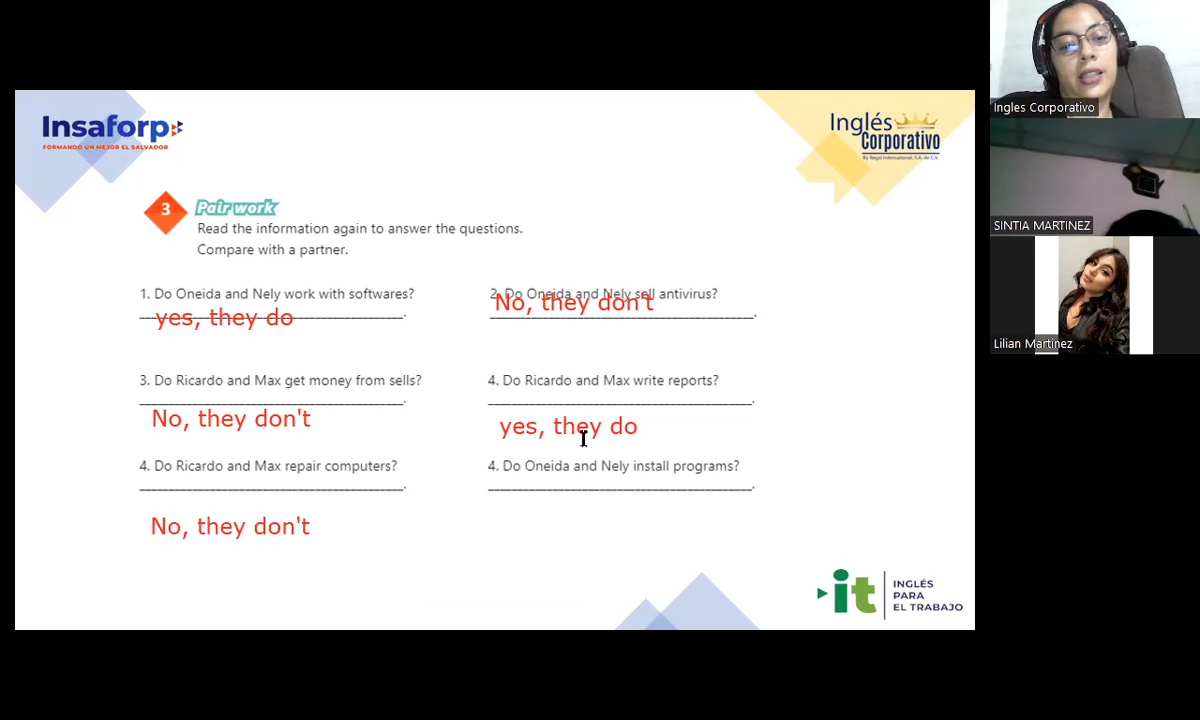 Insaforp
FORMANDO UN MEJOR EL SALVADOR
Inglés
Corporativo
By Regal International, S.A. de C.V.
3
Pair work
Read the information again to answer the questions.
Compare with a partner.
1. Do Oneida and Nely work with softwares?
yes, they do
2. Do Oneida and Nely sell antivirus?
No, they don't
3. Do Ricardo and Max get money from sells?
No, they don't
4. Do Ricardo and Max write reports?
yes, they do
4. Do Ricardo and Max repair computers?
No, they don't
4. Do Oneida and Nely install programs?
it
INGLÉS
PARA
EL TRABAJO
Ingles Corporativo
SINTIA MARTINEZ
Lilian Martinez